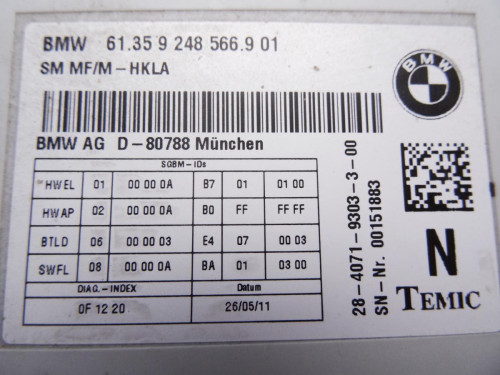 BMW 61.35 9 248 566.9 01
SM MF/M-HKLA
BMW
BMW AG D-80788 München
SGBM-IDs
HWEL 01 00 00 0A B7 01 01 00
HWAP 02 00 00 0A B0 FF FF FF
BTLD 06 00 00 03 E4 07 00 03
SWFL 08 00 00 0A BA 01 03 00
DIAG.-INDEX Datum
0F 12 20 26/05/11
28-4071-9303-3-00
SN-Nr. 00151883
N
TEMIC